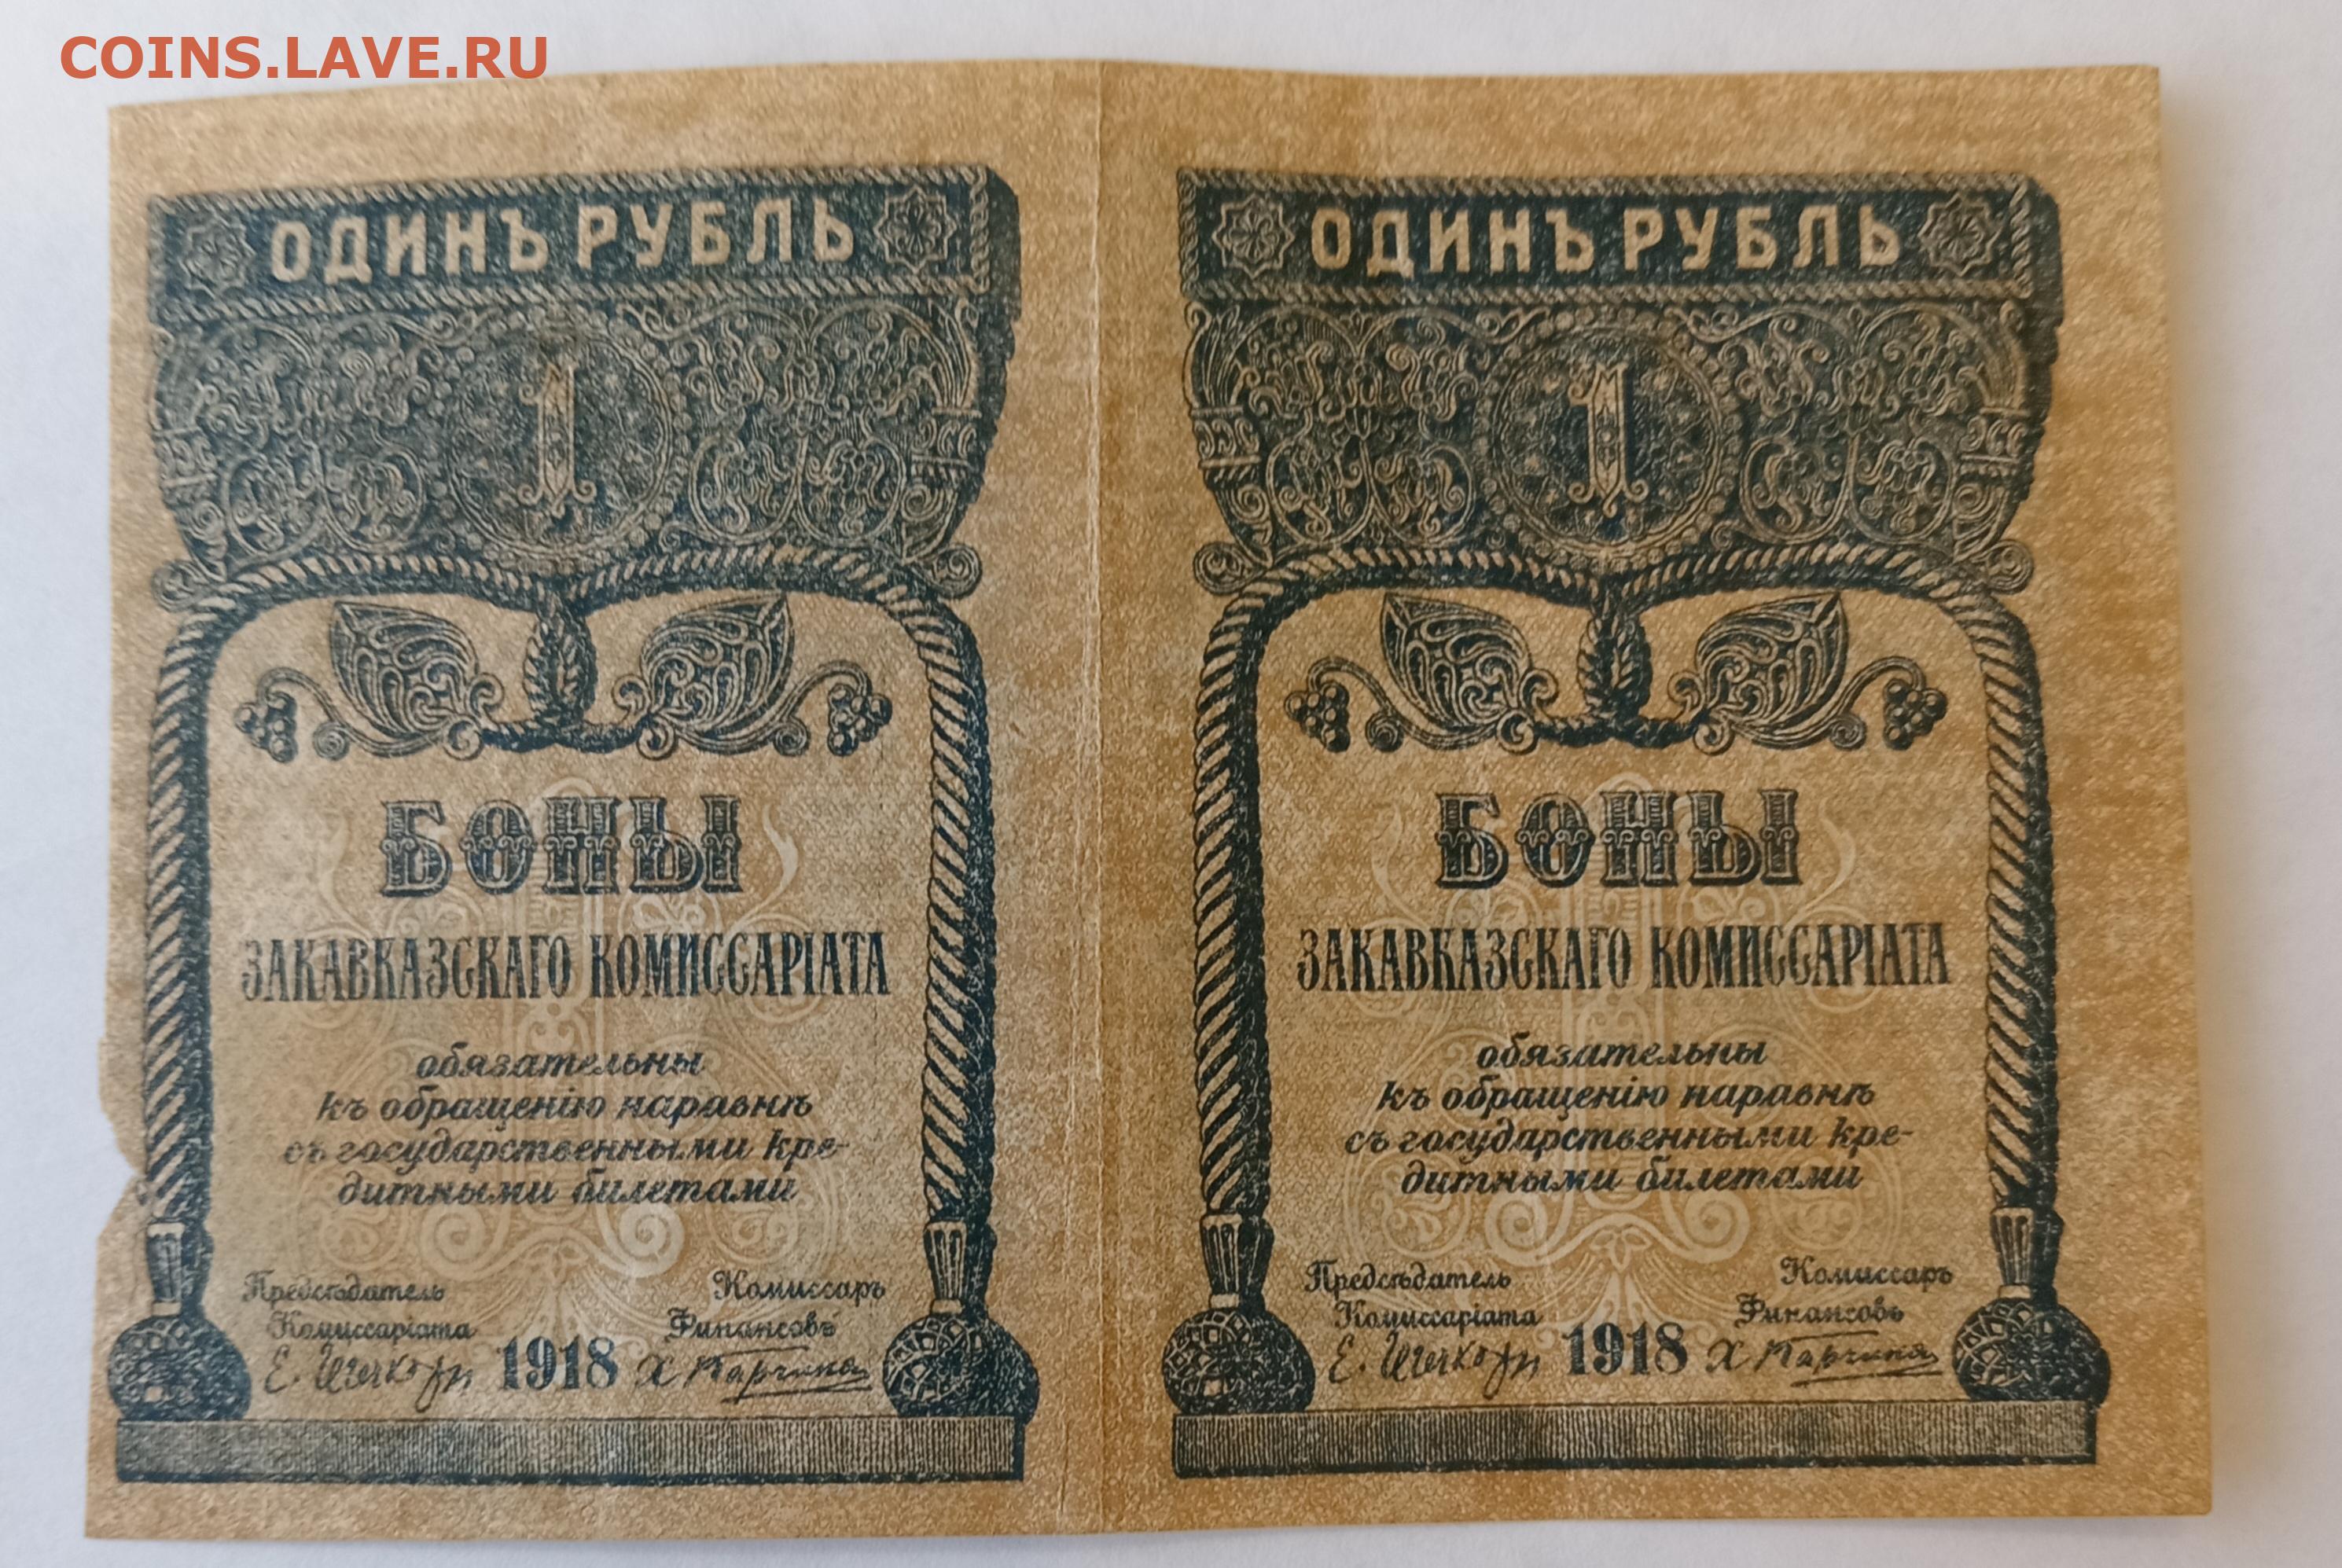 COINS.LAVE.RU
ОДИНЪ РУБЛЬ
1
БОНЫ
ЗАКАВКАЗСКАГО КОМИССАРІАТА
обязательны
къ обращенію наравнѣ
съ государственными кре-
дитными билетами
Предсѣдатель
Комиссаріата
Комиссаръ
Финансовъ
1918
ОДИНЪ РУБЛЬ
1
БОНЫ
ЗАКАВКАЗСКАГО КОМИССАРІАТА
обязательны
къ обращенію наравнѣ
съ государственными кре-
дитными билетами
Предсѣдатель
Комиссаріата
Комиссаръ
Финансовъ
1918